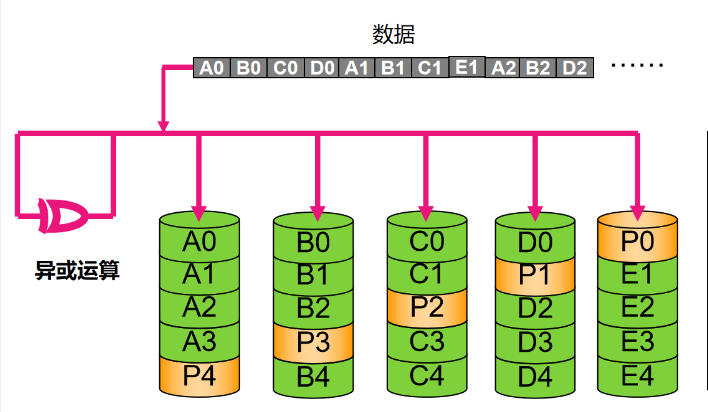 数据
A0 B0 C0 D0 A1 B1 C1 E1 A2 B2 D2 ······
异或运算
A0 B0 C0 D0 P0
A1 B1 C1 P1 E1
A2 B2 P2 D2 E2
A3 P3 C3 D3 E3
P4 B4 C4 D4 E4